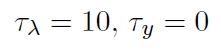 τ_λ = 10, τ_y = 0